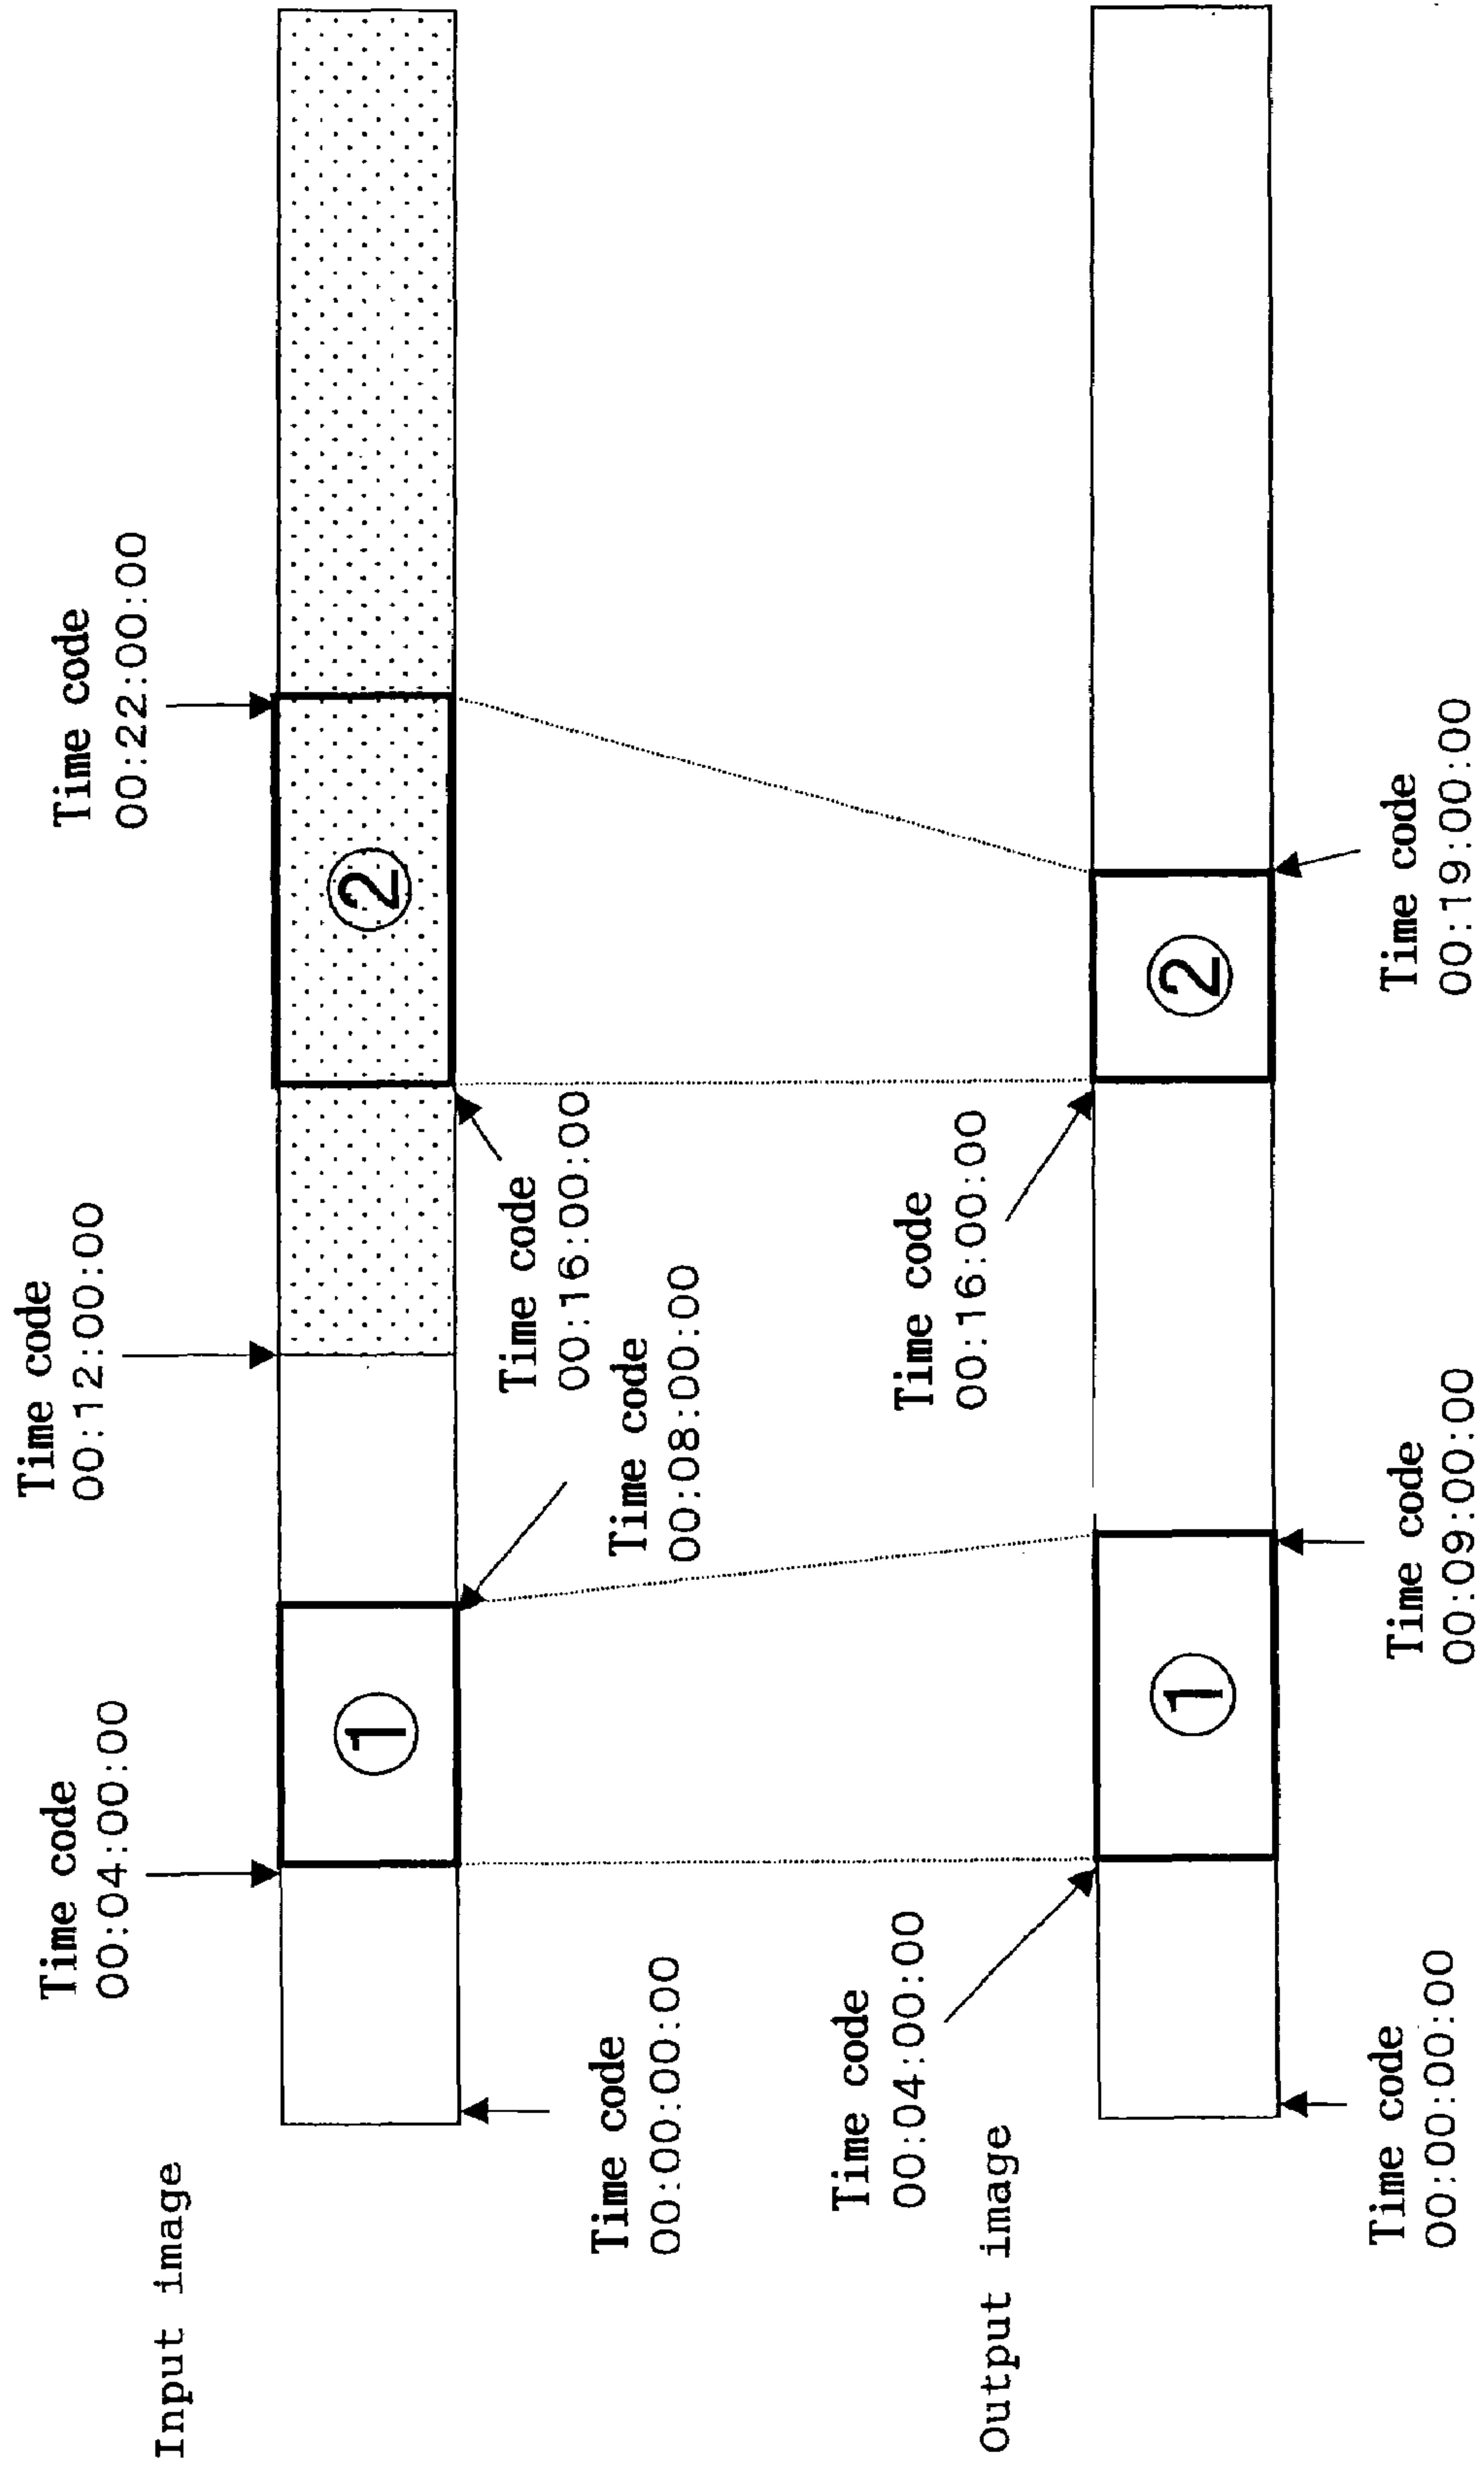 Input image
Time code
00:00:00:00
Time code
00:04:00:00
①
Time code
00:08:00:00
Time code
00:12:00:00
Time code
00:16:00:00
②
Time code
00:22:00:00
Output image
Time code
00:00:00:00
Time code
00:04:00:00
①
Time code
00:09:00:00
Time code
00:16:00:00
②
Time code
00:19:00:00